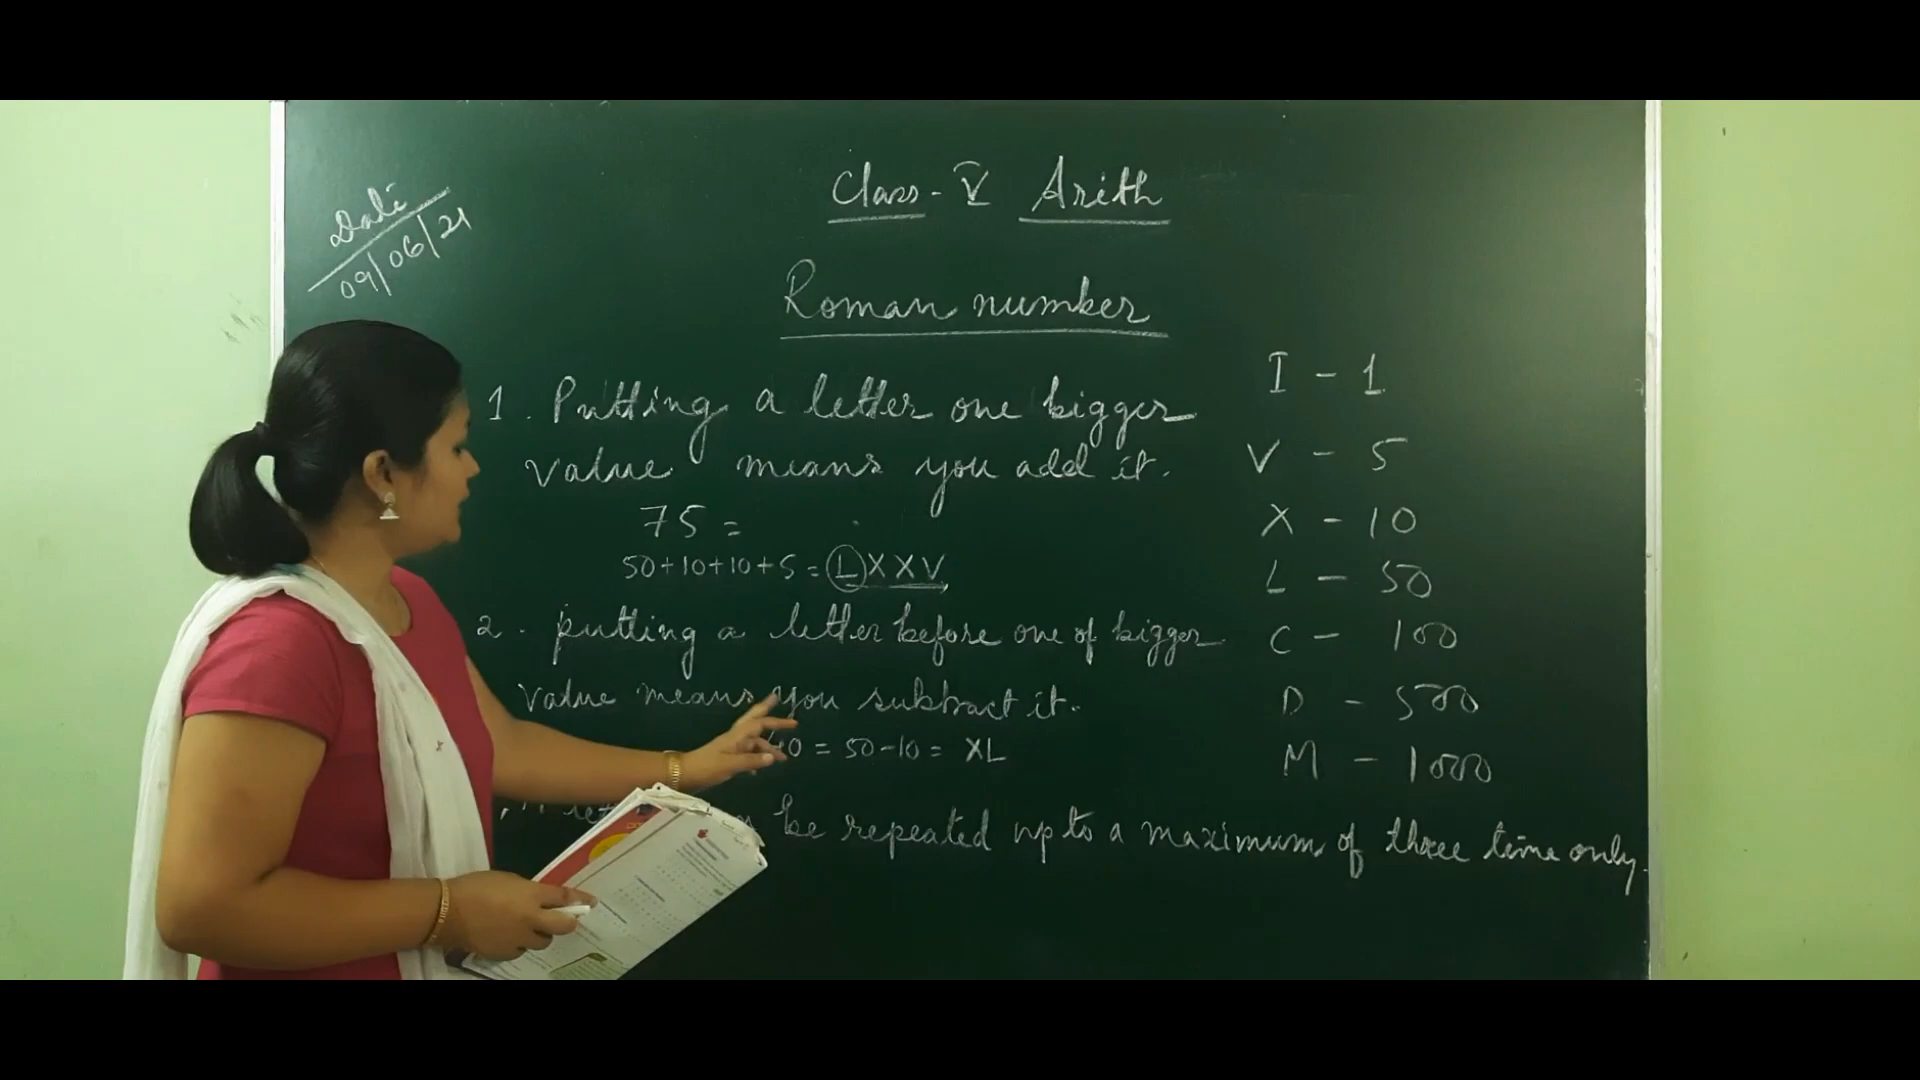 Date
09/06/21
Class - V Arith
Roman number
1. Putting a letter one bigger
value means you add it.
75 =
50+10+10+5 = LXXV
2. putting a letter before one of bigger
value means you subtract it.
40 = 50-10 = XL
be repeated up to a maximum of three time only.
I - 1
V - 5
X - 10
L - 50
C - 100
D - 500
M - 1000